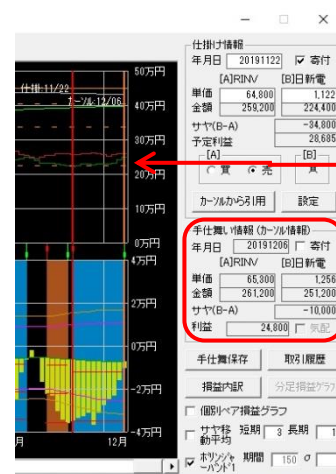 仕掛け情報
年月日 20191122 寄付
[A]RINV [B]日新電
単価 64,800 1,122
金額 259,200 224,400
サヤ(B-A) -34,800
予定利益 28,685
[A] [B]
買 売 買
カーソルから引用 設定
手仕舞い情報(カーソル情報)
年月日 20191206 寄付
[A]RINV [B]日新電
単価 65,300 1,256
金額 261,200 251,200
サヤ(B-A) -10,000
利益 24,800 気配
手仕舞保存 取引履歴
損益内訳 分足損益グラフ
個別ペア損益グラフ
サヤ移動平均 短期 3 長期 1
ボリンジャーバンド1 期間 150 σ
仕掛:11/22
カーソル:12/06
50万円
40万円
30万円
20万円
10万円
0万円
4万円
2万円
0万円
-2万円
-4万円
月 12月